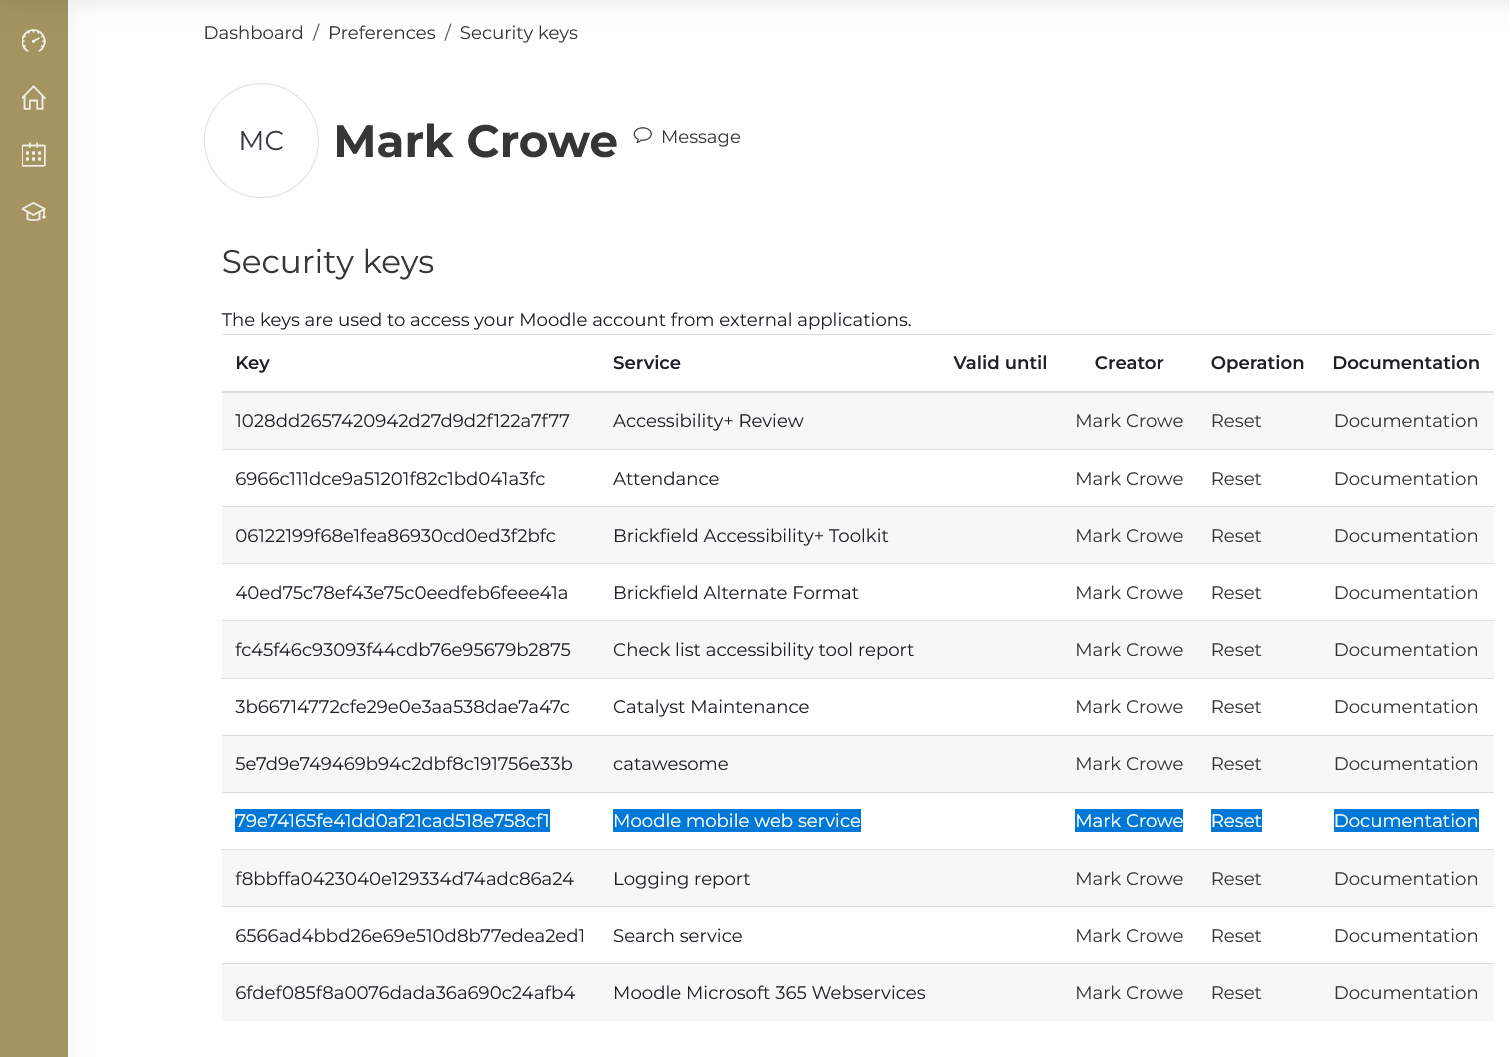 Dashboard / Preferences / Security keys
MC
Mark Crowe Message
Security keys
The keys are used to access your Moodle account from external applications.
Key Service Valid until Creator Operation Documentation
1028dd2657420942d27d9d2f122a7f77 Accessibility+ Review Mark Crowe Reset Documentation
6966c111dce9a51201f82c1bd041a3fc Attendance Mark Crowe Reset Documentation
06122199f68e1fea86930cd0ed3f2bfc Brickfield Accessibility+ Toolkit Mark Crowe Reset Documentation
40ed75c78ef43e75c0eedfeb6feee41a Brickfield Alternate Format Mark Crowe Reset Documentation
fc45f46c93093f44cdb76e95679b2875 Check list accessibility tool report Mark Crowe Reset Documentation
3b66714772cfe29e0e3aa538dae7a47c Catalyst Maintenance Mark Crowe Reset Documentation
5e7d9e749469b94c2dbf8c191756e33b catawesome Mark Crowe Reset Documentation
79e74165fe41dd0af21cad518e758cf1 Moodle mobile web service Mark Crowe Reset Documentation
f8bbffa0423040e129334d74adc86a24 Logging report Mark Crowe Reset Documentation
6566ad4bbd26e69e510d8b77edea2ed1 Search service Mark Crowe Reset Documentation
6fdef085f8a0076dada36a690c24afb4 Moodle Microsoft 365 Webservices Mark Crowe Reset Documentation